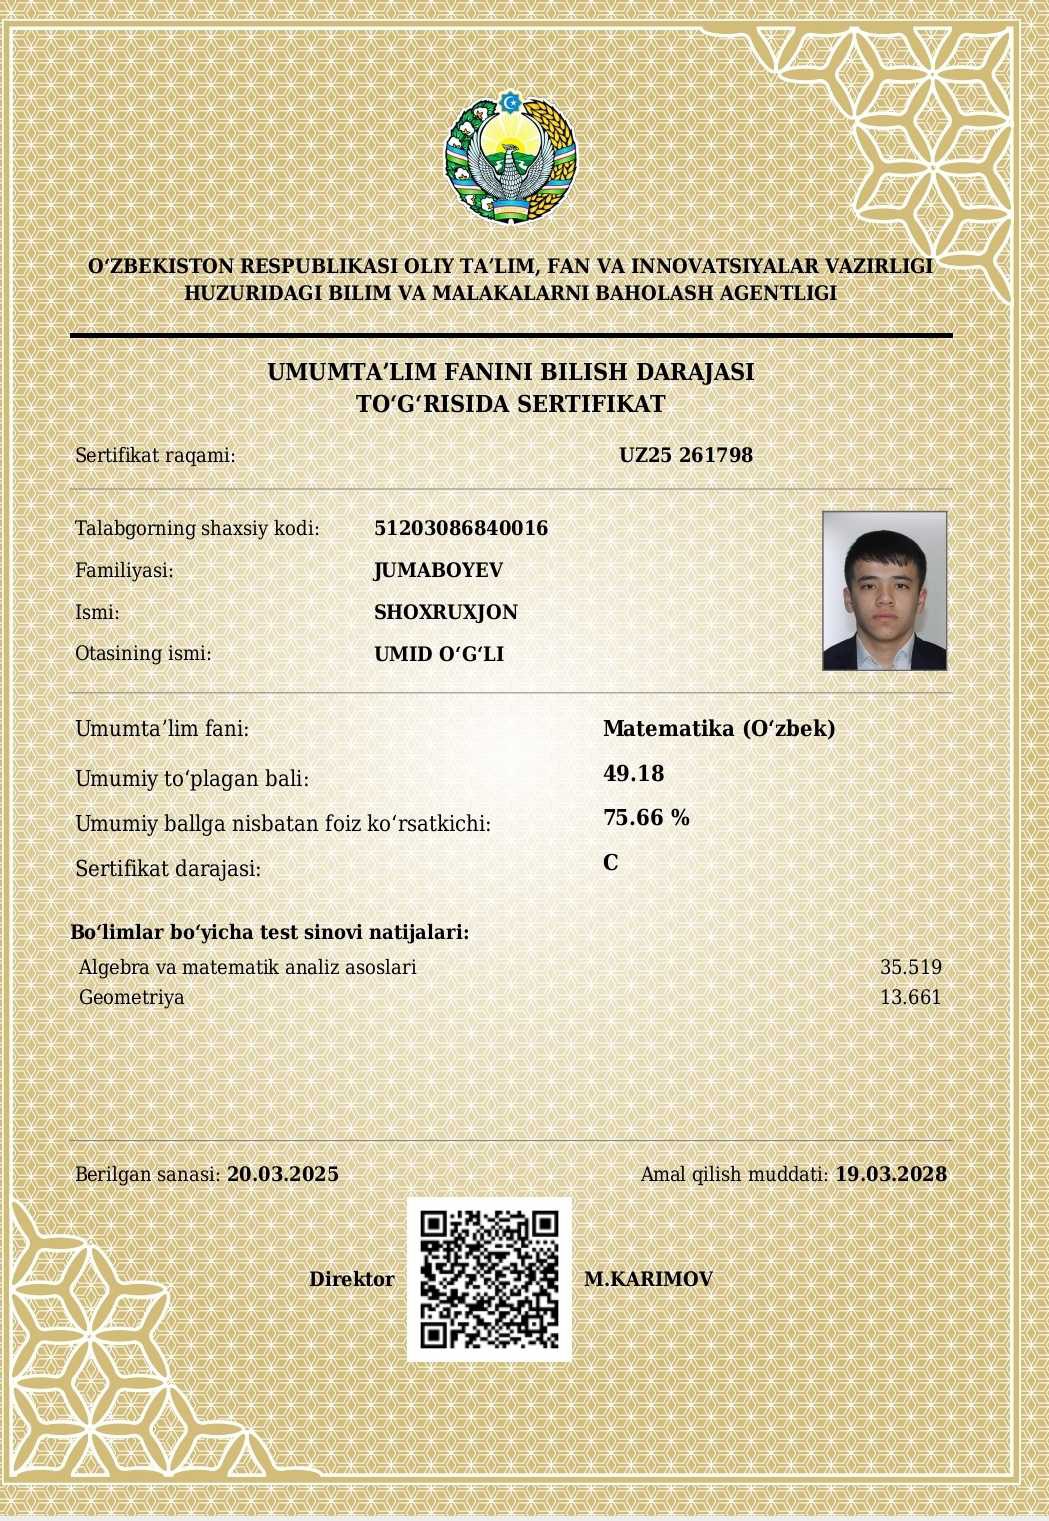 O‘ZBEKISTON RESPUBLIKASI OLIY TA’LIM, FAN VA INNOVATSIYALAR VAZIRLIGI
HUZURIDAGI BILIM VA MALAKALARNI BAHOLASH AGENTLIGI
UMUMTA’LIM FANINI BILISH DARAJASI
TO‘G‘RISIDA SERTIFIKAT
Sertifikat raqami: UZ25 261798
Talabgorning shaxsiy kodi: 51203086840016
Familiyasi: JUMABOYEV
Ismi: SHOXRUXJON
Otasining ismi: UMID O‘G‘LI
Umumta’lim fani: Matematika (O‘zbek)
Umumiy to‘plagan bali: 49.18
Umumiy ballga nisbatan foiz ko‘rsatkichi: 75.66 %
Sertifikat darajasi: C
Bo‘limlar bo‘yicha test sinovi natijalari:
Algebra va matematik analiz asoslari 35.519
Geometriya 13.661
Berilgan sanasi: 20.03.2025 Amal qilish muddati: 19.03.2028
Direktor M.KARIMOV